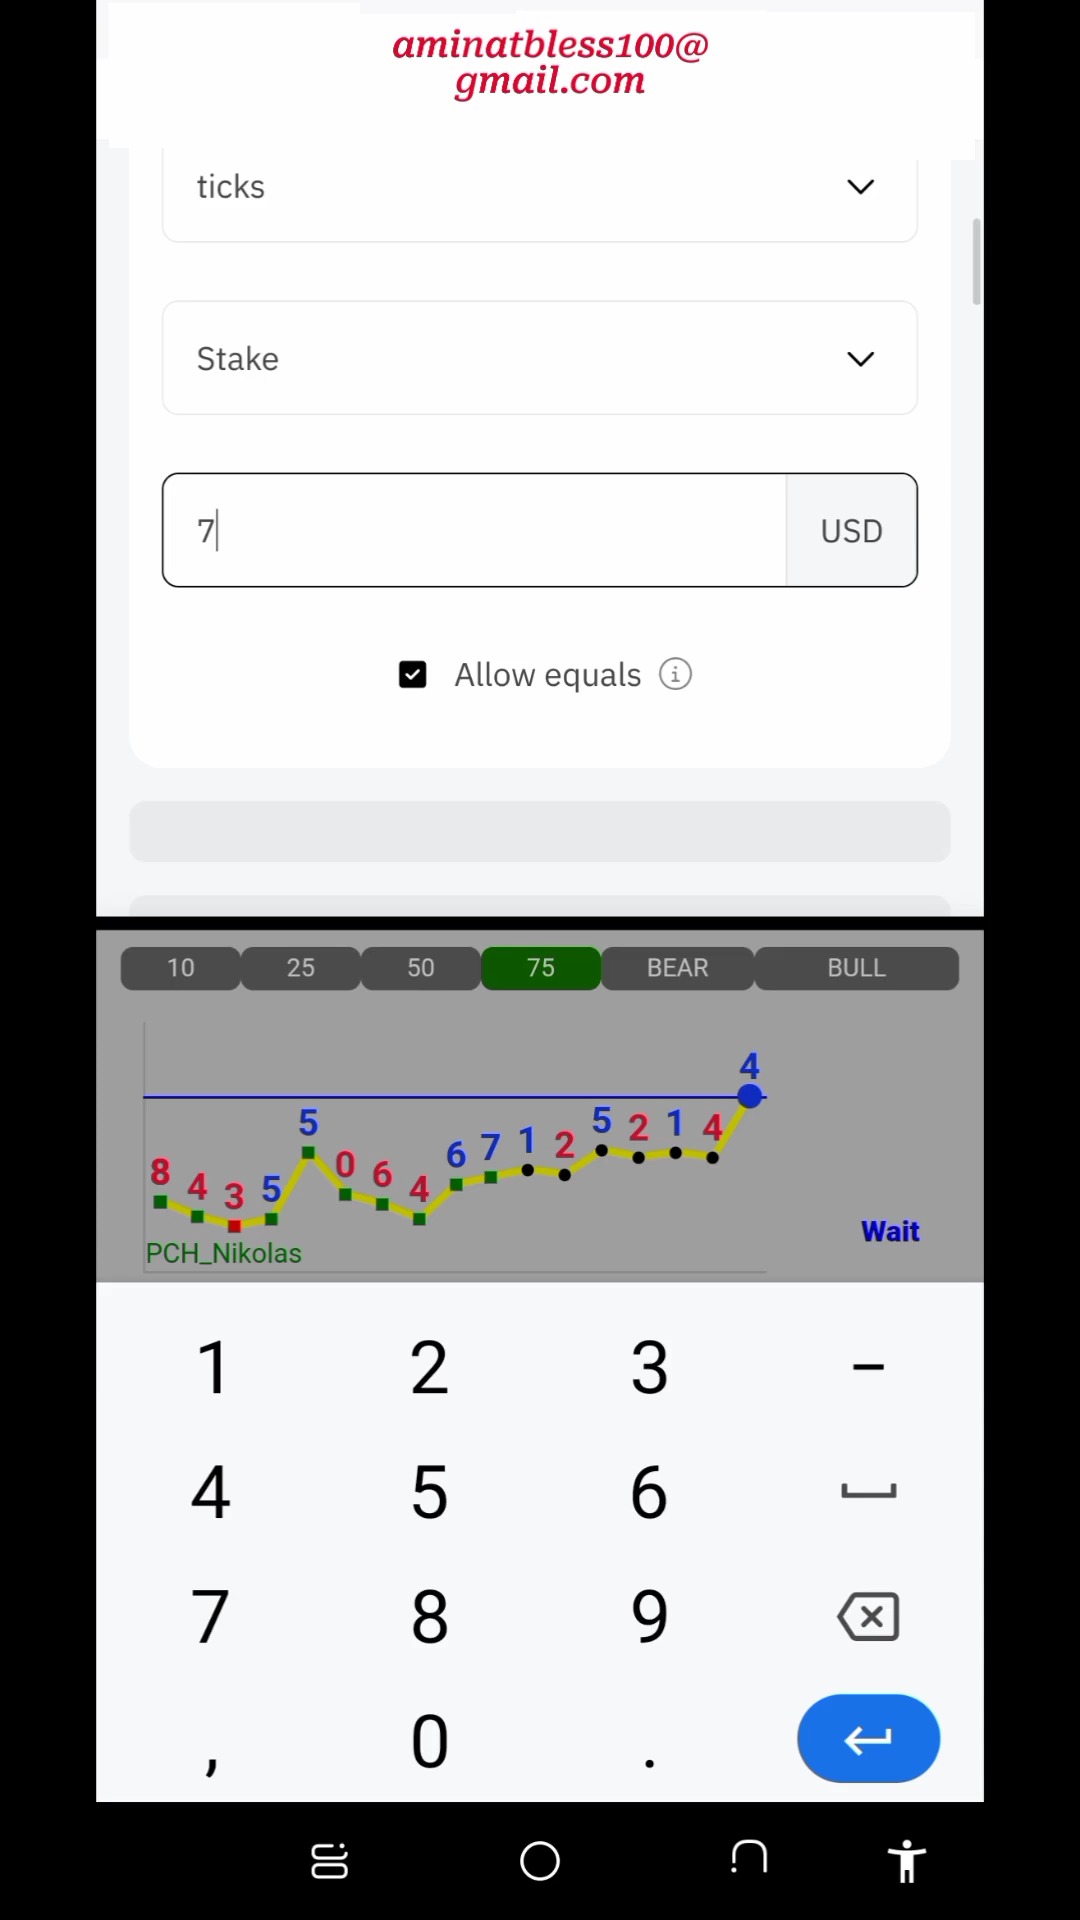 aminatbless100@
gmail.com
ticks
Stake
7 USD
Allow equals
10 25 50 75 BEAR BULL
8 4 3 5 5 0 6 4 6 7 1 2 5 2 1 4 4
Wait
PCH_Nikolas
1 2 3 -
4 5 6
7 8 9
, 0 .